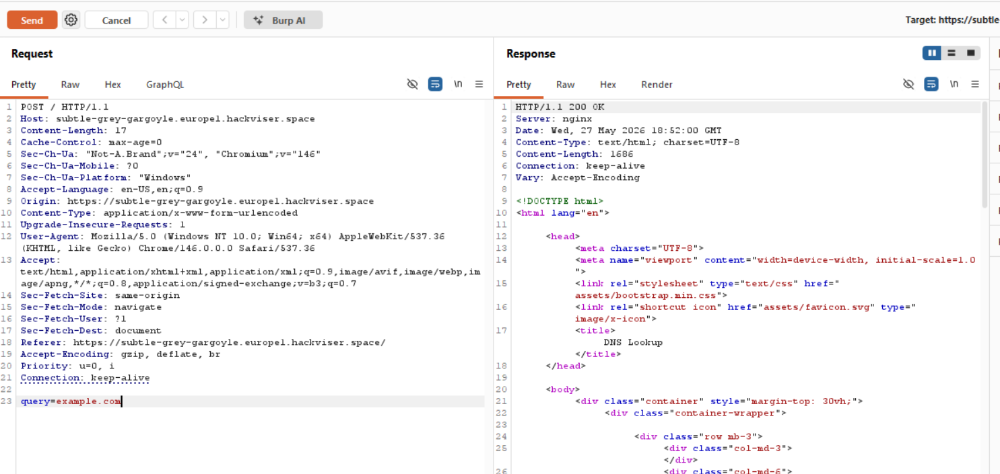 Send
Cancel
Burp AI
Target: https://subtle
Request
Pretty Raw Hex GraphQL
\n
1 POST / HTTP/1.1
2 Host: subtle-grey-gargoyle.europe1.hackviser.space
3 Content-Length: 17
4 Cache-Control: max-age=0
5 Sec-Ch-Ua: "Not-A.Brand";v="24", "Chromium";v="146"
6 Sec-Ch-Ua-Mobile: ?0
7 Sec-Ch-Ua-Platform: "Windows"
8 Accept-Language: en-US,en;q=0.9
9 Origin: https://subtle-grey-gargoyle.europe1.hackviser.space
10 Content-Type: application/x-www-form-urlencoded
11 Upgrade-Insecure-Requests: 1
12 User-Agent: Mozilla/5.0 (Windows NT 10.0; Win64; x64) AppleWebKit/537.36
(KHTML, like Gecko) Chrome/146.0.0.0 Safari/537.36
13 Accept:
text/html,application/xhtml+xml,application/xml;q=0.9,image/avif,image/webp,im
age/apng,*/*;q=0.8,application/signed-exchange;v=b3;q=0.7
14 Sec-Fetch-Site: same-origin
15 Sec-Fetch-Mode: navigate
16 Sec-Fetch-User: ?1
17 Sec-Fetch-Dest: document
18 Referer: https://subtle-grey-gargoyle.europe1.hackviser.space/
19 Accept-Encoding: gzip, deflate, br
20 Priority: u=0, i
21 Connection: keep-alive
22
23 query=example.com
Response
Pretty Raw Hex Render
\n
1 HTTP/1.1 200 OK
2 Server: nginx
3 Date: Wed, 27 May 2026 18:52:00 GMT
4 Content-Type: text/html; charset=UTF-8
5 Content-Length: 1686
6 Connection: keep-alive
7 Vary: Accept-Encoding
8
9 <!DOCTYPE html>
10 <html lang="en">
11
12 <head>
13 <meta charset="UTF-8">
14 <meta name="viewport" content="width=device-width, initial-scale=1.0
">
15 <link rel="stylesheet" type="text/css" href="
assets/bootstrap.min.css">
16 <link rel="shortcut icon" href="assets/favicon.svg" type="
image/x-icon">
17 <title>
DNS Lookup
</title>
18 </head>
19
20 <body>
21 <div class="container" style="margin-top: 30vh;">
22 <div class="container-wrapper">
23
24 <div class="row mb-3">
25 <div class="col-md-3">
</div>
26 <div class="col-md-6">